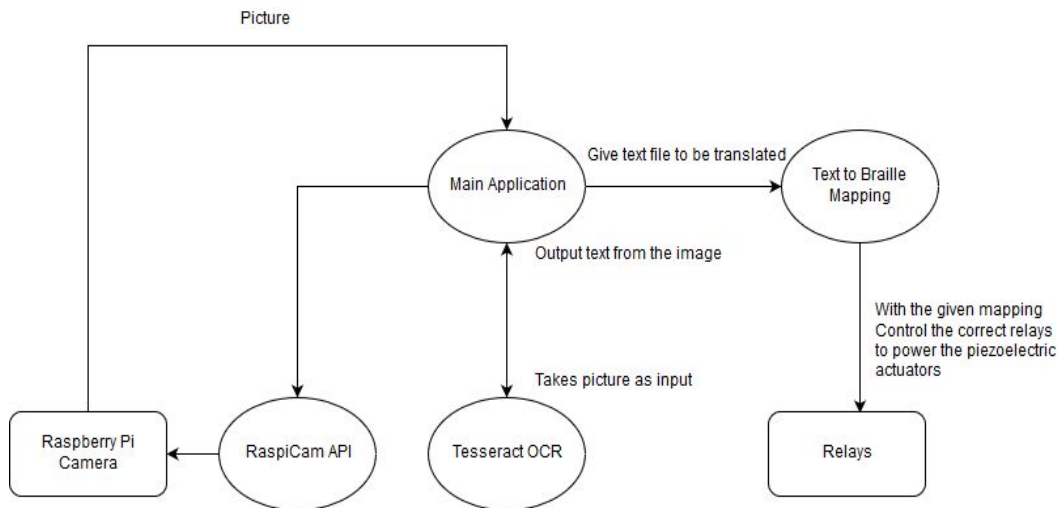 Picture
Give text file to be translated
Main Application
Text to Braille
Mapping
Output text from the image
With the given mapping
Control the correct relays
to power the piezoelectric
actuators
Takes picture as input
Raspberry Pi
Camera
RaspiCam API
Tesseract OCR
Relays